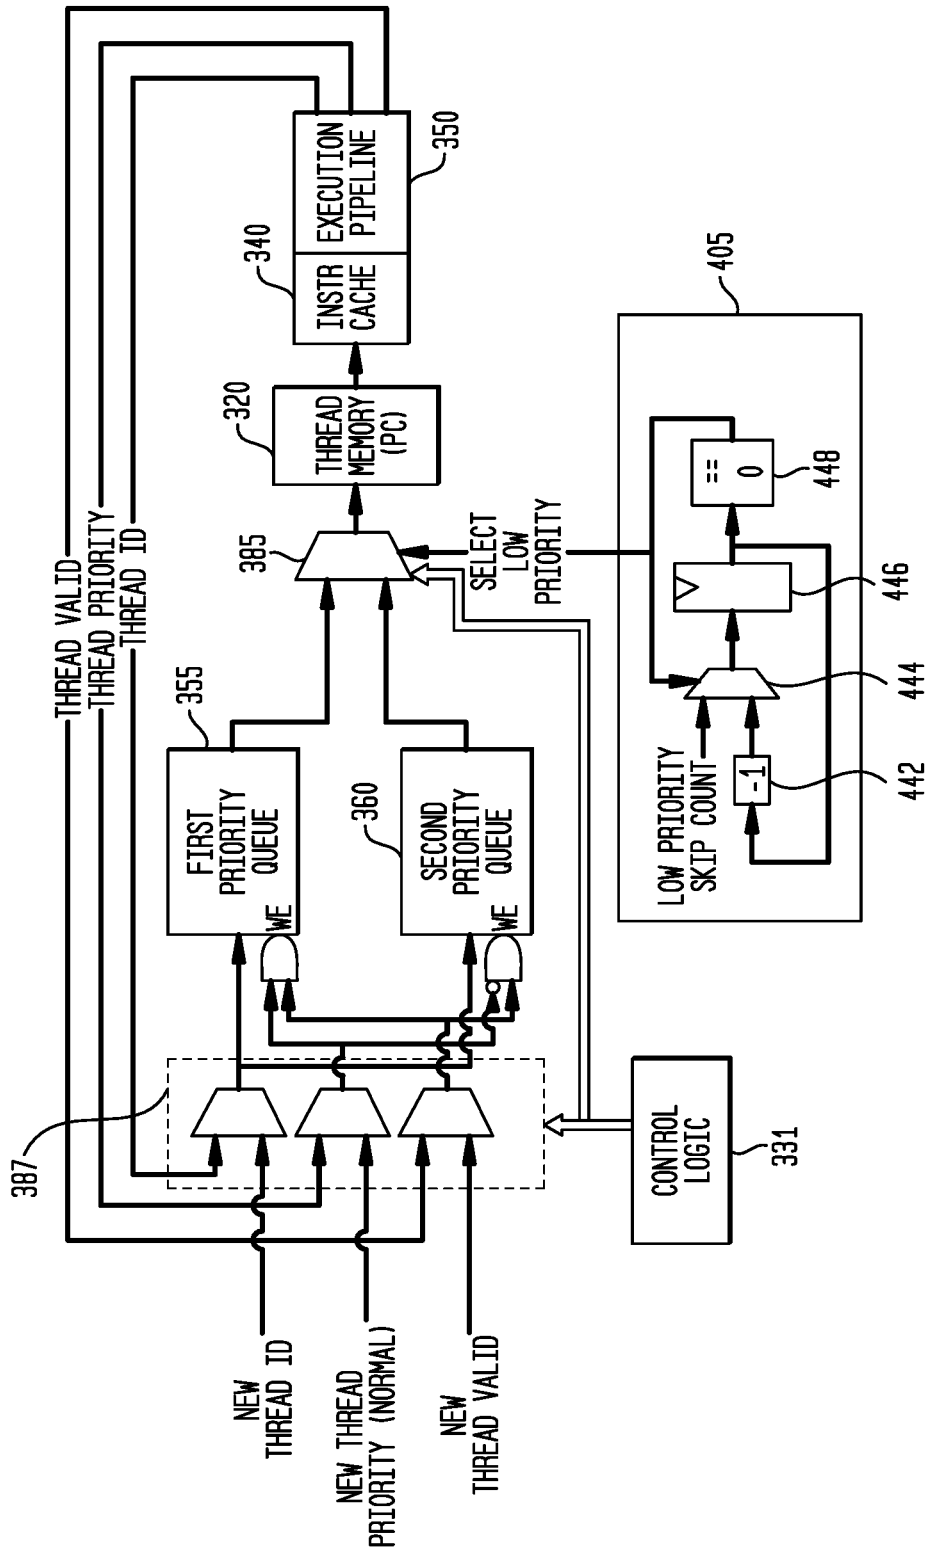 THREAD VALID
THREAD PRIORITY
THREAD ID
387
NEW
THREAD ID
NEW THREAD
PRIORITY (NORMAL)
NEW
THREAD VALID
355
FIRST
PRIORITY
QUEUE
WE
360
SECOND
PRIORITY
QUEUE
WE
385
320
THREAD
MEMORY
(PC)
340
INSTR
CACHE
EXECUTION
PIPELINE
350
SELECT
LOW
PRIORITY
CONTROL
LOGIC
331
405
LOW PRIORITY
SKIP COUNT
-1
442
444
446
==
0
448